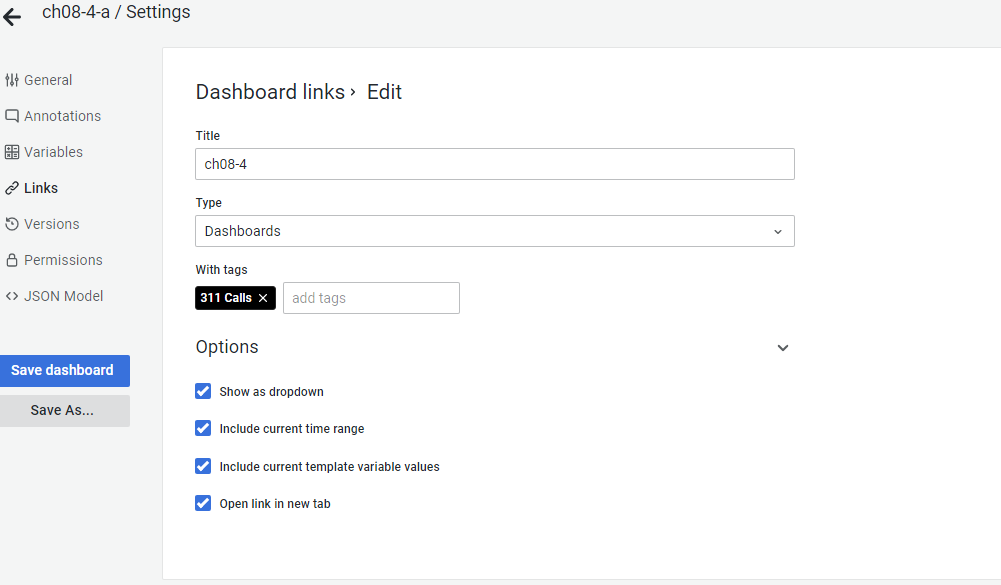 ch08-4-a / Settings
General
Annotations
Variables
Links
Versions
Permissions
JSON Model
Save dashboard
Save As...
Dashboard links › Edit
Title
ch08-4
Type
Dashboards
With tags
311 Calls
add tags
Options
Show as dropdown
Include current time range
Include current template variable values
Open link in new tab